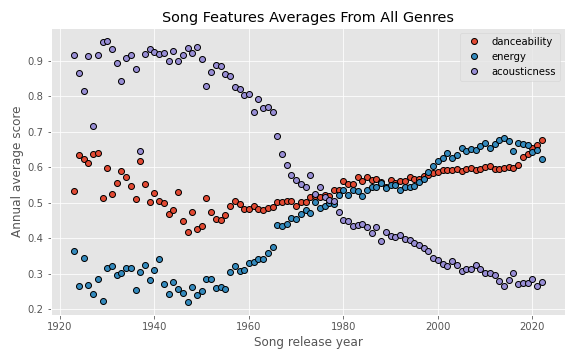 Song Features Averages From All Genres
danceability
energy
acousticness
Annual average score
0.9
0.8
0.7
0.6
0.5
0.4
0.3
0.2
1920
1940
1960
1980
2000
2020
Song release year